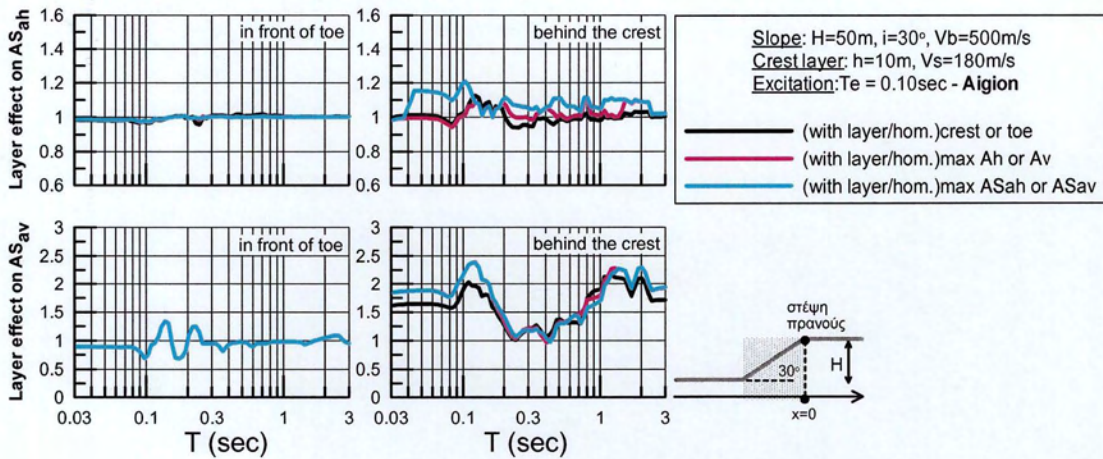 Layer effect on ASah
1.6
1.4
1.2
1
0.8
0.6
in front of toe
1.6
1.4
1.2
1
0.8
0.6
behind the crest
Slope: H=50m, i=30°, Vb=500m/s
Crest layer: h=10m, Vs=180m/s
Excitation:Te = 0.10sec - Aigion
(with layer/hom.)crest or toe
(with layer/hom.)max Ah or Av
(with layer/hom.)max ASah or ASav
Layer effect on ASav
3
2.5
2
1.5
1
0.5
0
in front of toe
3
2.5
2
1.5
1
0.5
0
behind the crest
0.03 0.1 0.3 1 3
T (sec)
0.03 0.1 0.3 1 3
T (sec)
στέψη
πρανούς
30°
H
x=0